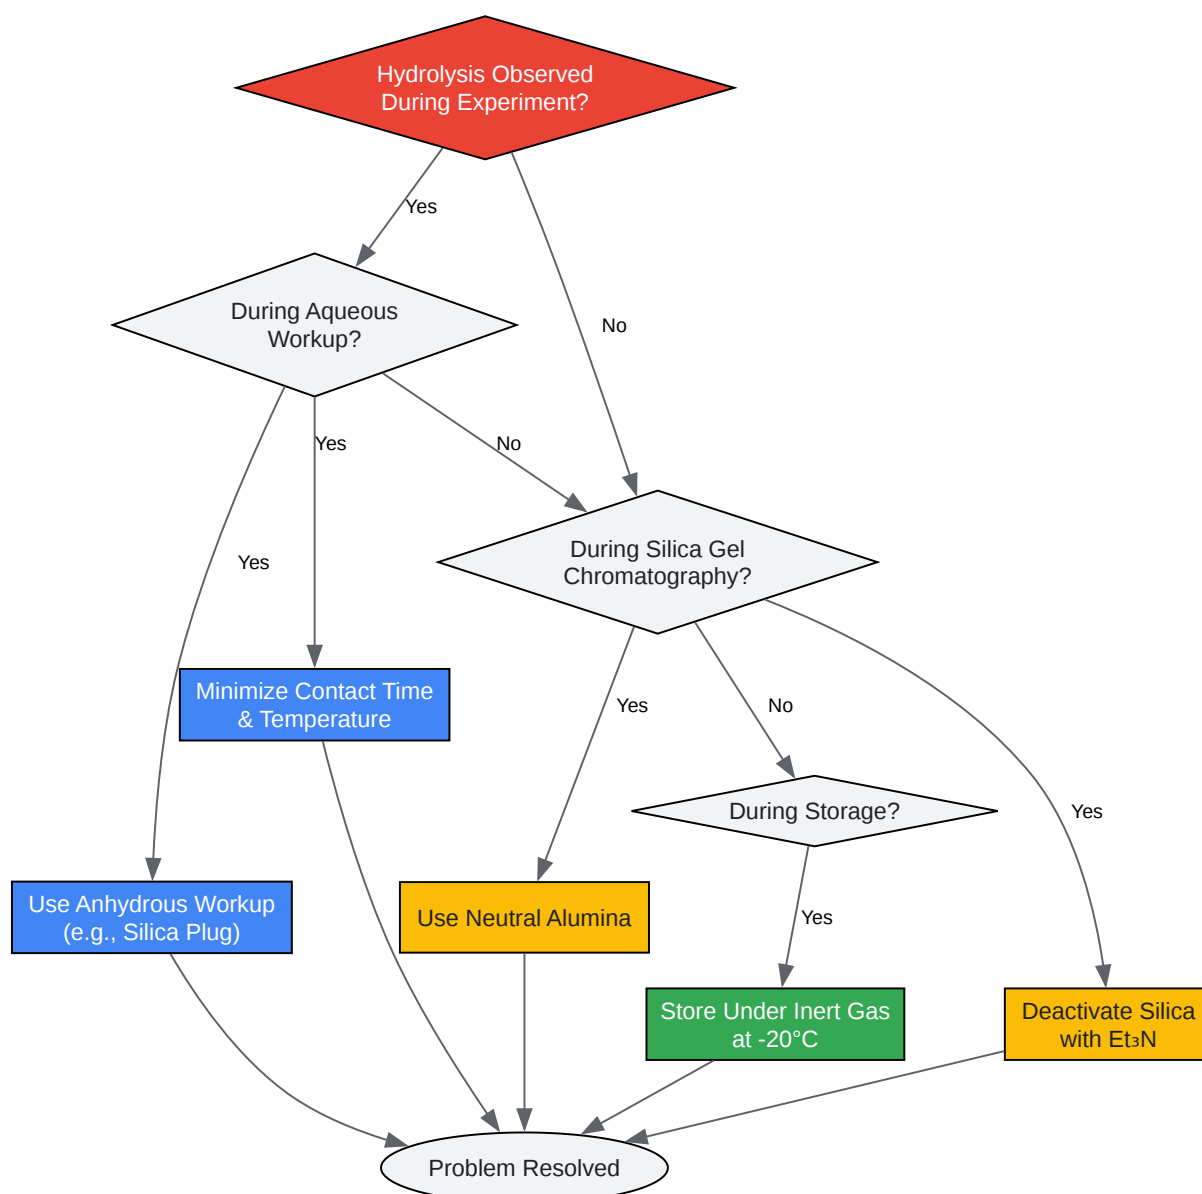 Hydrolysis Observed
During Experiment?
Yes
During Aqueous
Workup?
No
Yes
No
During Silica Gel
Chromatography?
Yes
Minimize Contact Time
& Temperature
Yes
No
During Storage?
Yes
Use Anhydrous Workup
(e.g., Silica Plug)
Use Neutral Alumina
Yes
Store Under Inert Gas
at -20°C
Deactivate Silica
with Et₃N
Problem Resolved